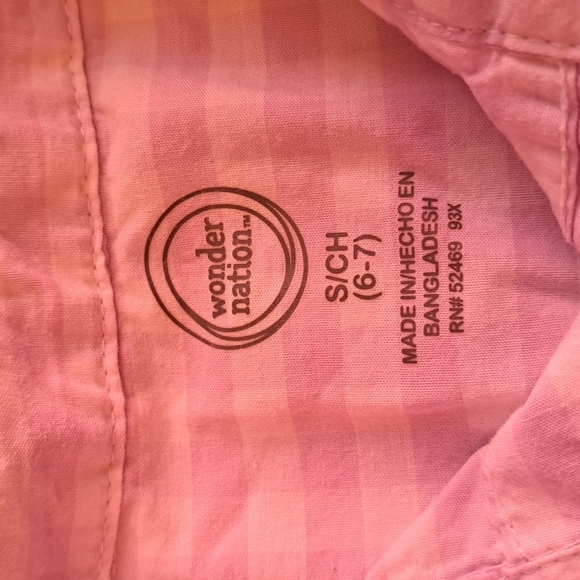 wonder
nation™
S/CH
(6-7)
MADE IN/HECHO EN
BANGLADESH
RN# 52469 93X